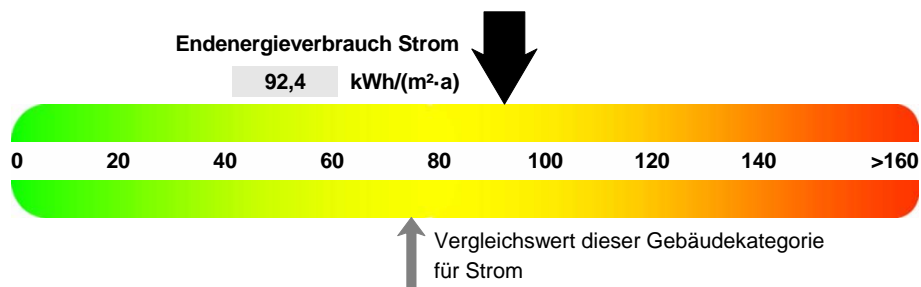 Endenergieverbrauch Strom
92,4 kWh/(m²·a)
0 20 40 60 80 100 120 140 >160
Vergleichswert dieser Gebäudekategorie
für Strom